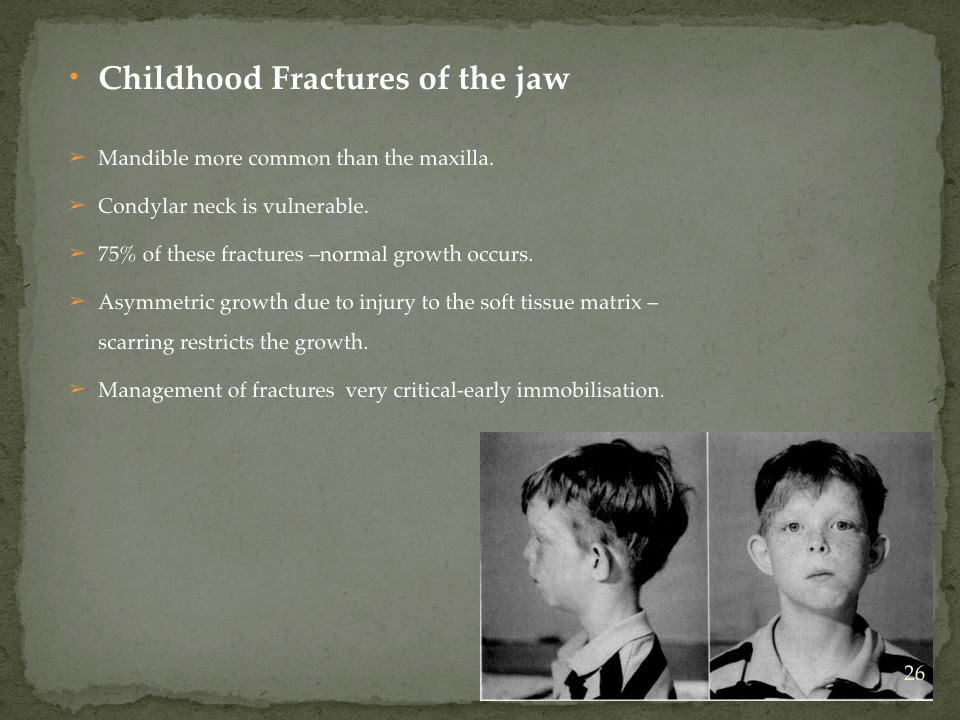 • Childhood Fractures of the jaw
➢ Mandible more common than the maxilla.
➢ Condylar neck is vulnerable.
➢ 75% of these fractures –normal growth occurs.
➢ Asymmetric growth due to injury to the soft tissue matrix –
scarring restricts the growth.
➢ Management of fractures  very critical-early immobilisation.
26